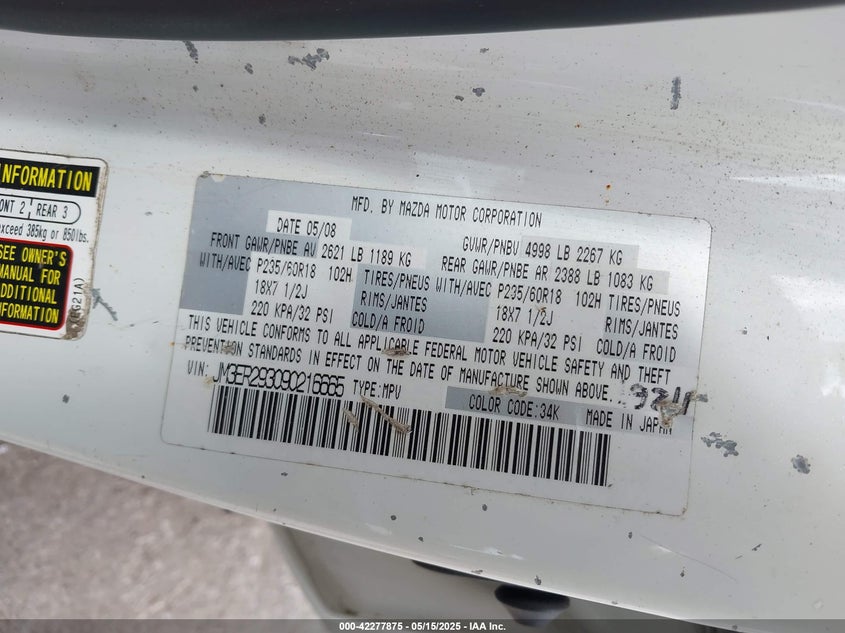 INFORMATION
ONT 2 REAR 3
exceed 385kg or 850lbs.
SEE OWNER'S
MANUAL FOR
ADDITIONAL
INFORMATION
MFD. BY MAZDA MOTOR CORPORATION
DATE 05/08 GVWR/PNBV 4998 LB 2267 KG
FRONT GAWR/PNBE AV 2621 LB 1189 KG REAR GAWR/PNBE AR 2388 LB 1083 KG
WITH/AVEC P235/60R18 102H TIRES/PNEUS WITH/AVEC P235/60R18 102H TIRES/PNEUS
18X7 1/2J RIMS/JANTES 18X7 1/2J RIMS/JANTES
220 KPA/32 PSI COLD/A FROID 220 KPA/32 PSI COLD/A FROID
THIS VEHICLE CONFORMS TO ALL APPLICABLE FEDERAL MOTOR VEHICLE SAFETY AND THEFT
PREVENTION STANDARDS IN EFFECT ON THE DATE OF MANUFACTURE SHOWN ABOVE.
VIN: JM3ER293090216665 TYPE:MPV COLOR CODE:34K MADE IN JAPAN
000-42277875 - 05/15/2025 - IAA Inc.